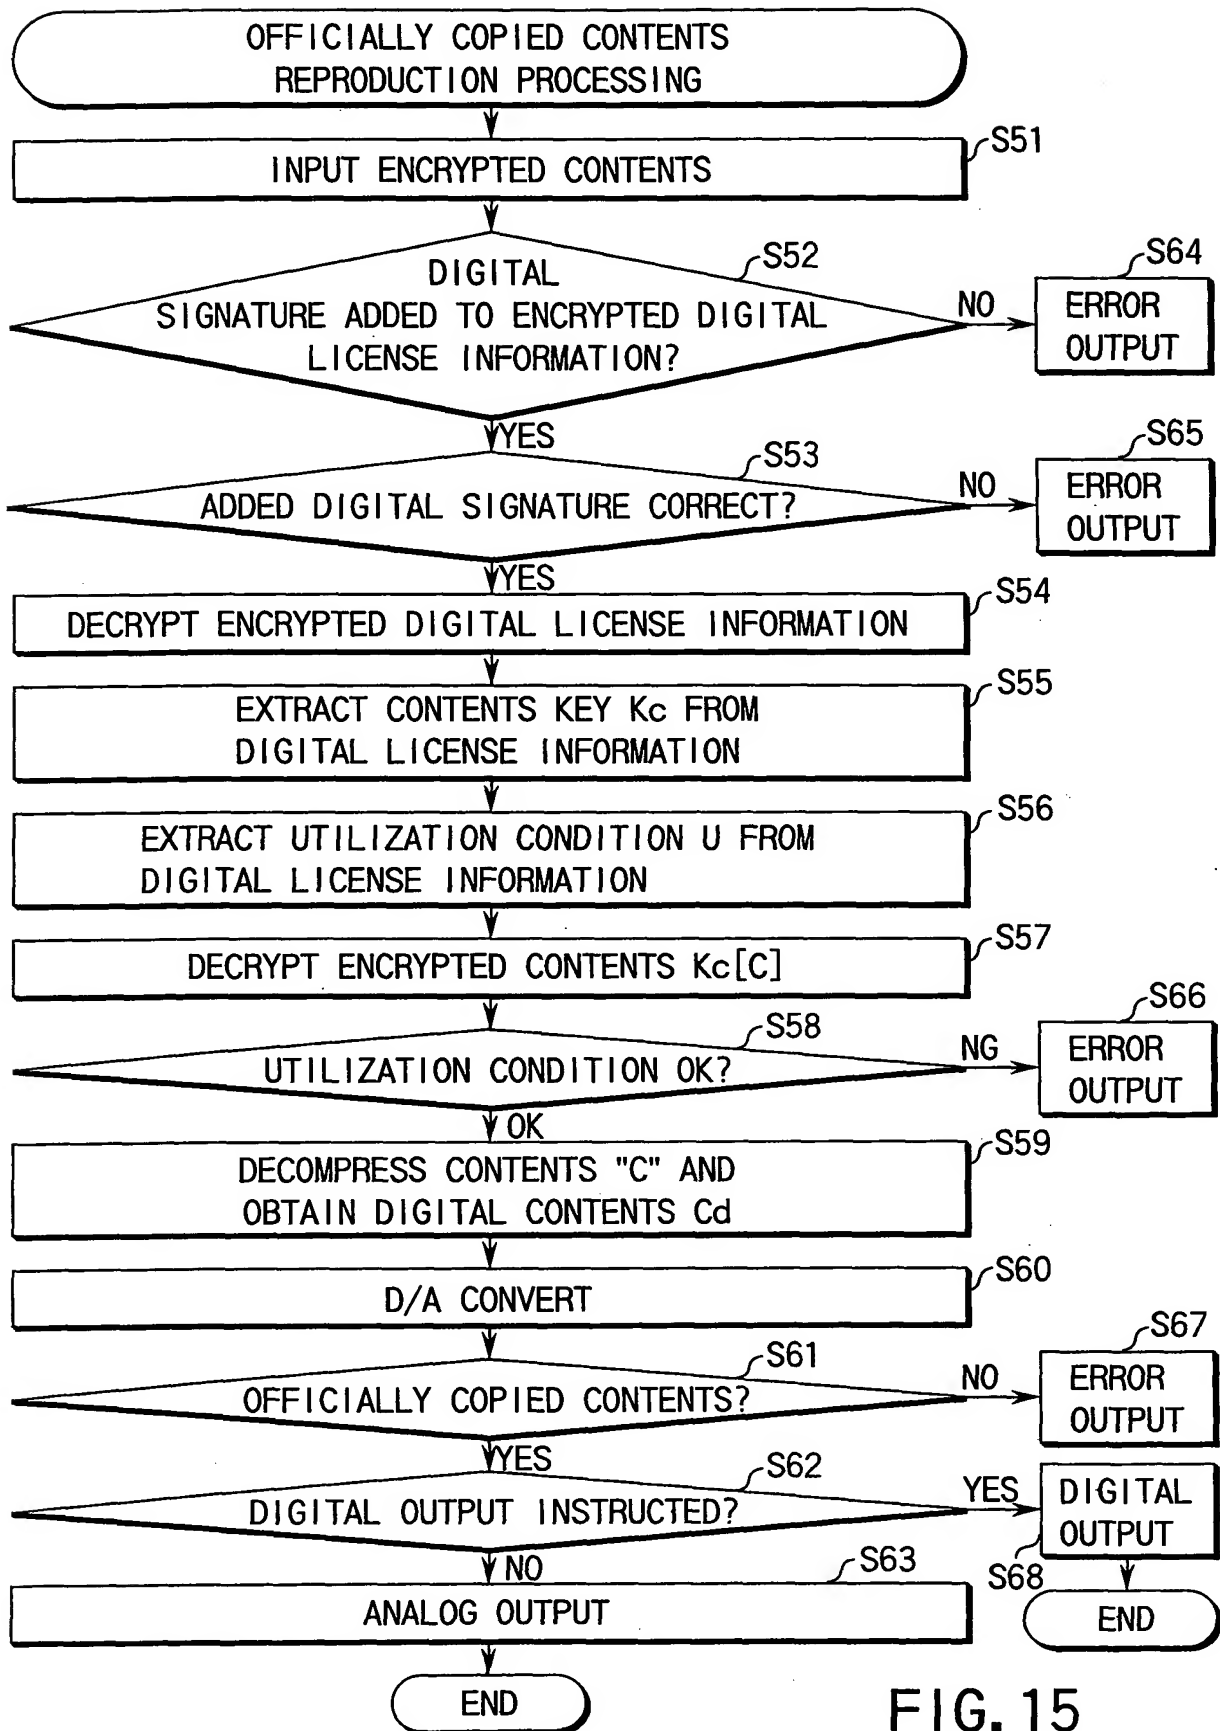 OFFICIALLY COPIED CONTENTS
REPRODUCTION PROCESSING
S51
INPUT ENCRYPTED CONTENTS
S52
DIGITAL
SIGNATURE ADDED TO ENCRYPTED DIGITAL
LICENSE INFORMATION?
NO
S64
ERROR
OUTPUT
YES
S53
ADDED DIGITAL SIGNATURE CORRECT?
NO
S65
ERROR
OUTPUT
YES
S54
DECRYPT ENCRYPTED DIGITAL LICENSE INFORMATION
S55
EXTRACT CONTENTS KEY Kc FROM
DIGITAL LICENSE INFORMATION
S56
EXTRACT UTILIZATION CONDITION U FROM
DIGITAL LICENSE INFORMATION
S57
DECRYPT ENCRYPTED CONTENTS Kc[C]
S58
UTILIZATION CONDITION OK?
NG
S66
ERROR
OUTPUT
OK
S59
DECOMPRESS CONTENTS "C" AND
OBTAIN DIGITAL CONTENTS Cd
S60
D/A CONVERT
S61
OFFICIALLY COPIED CONTENTS?
NO
S67
ERROR
OUTPUT
YES
S62
DIGITAL OUTPUT INSTRUCTED?
YES
DIGITAL
OUTPUT
S68
END
NO
S63
ANALOG OUTPUT
END
FIG. 15